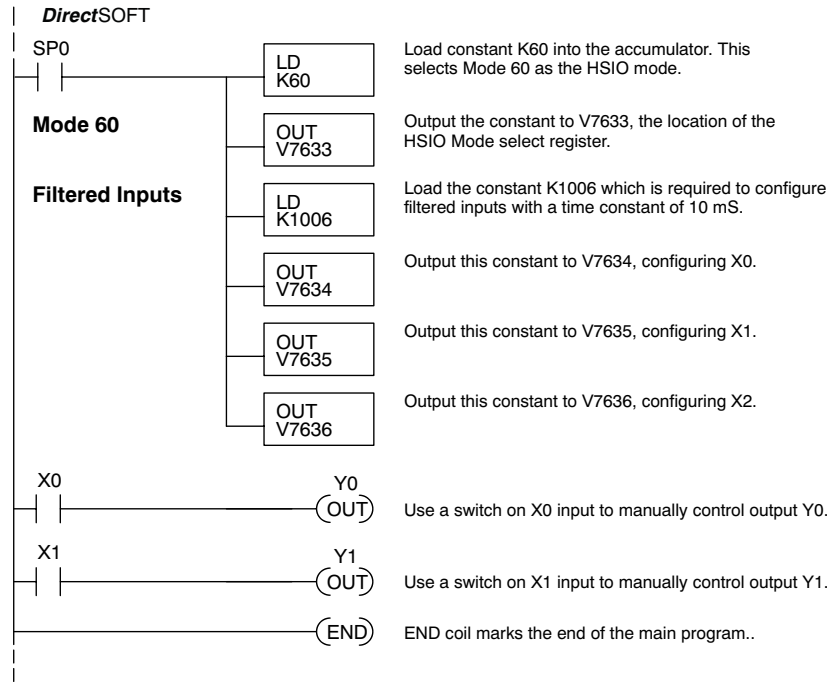 DirectSOFT
SP0
LD
K60
Load constant K60 into the accumulator. This
selects Mode 60 as the HSIO mode.
Mode 60
OUT
V7633
Output the constant to V7633, the location of the
HSIO Mode select register.
Filtered Inputs
LD
K1006
Load the constant K1006 which is required to configure
filtered inputs with a time constant of 10 mS.
OUT
V7634
Output this constant to V7634, configuring X0.
OUT
V7635
Output this constant to V7635, configuring X1.
OUT
V7636
Output this constant to V7636, configuring X2.
X0
Y0
OUT
Use a switch on X0 input to manually control output Y0.
X1
Y1
OUT
Use a switch on X1 input to manually control output Y1.
END
END coil marks the end of the main program..